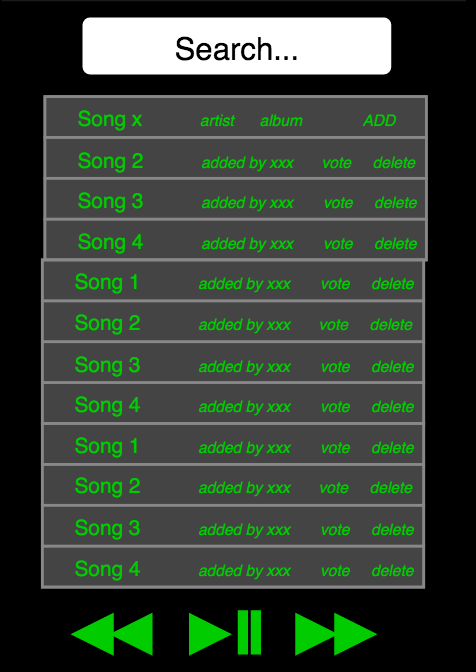 Search...
Song x artist album ADD
Song 2 added by xxx vote delete
Song 3 added by xxx vote delete
Song 4 added by xxx vote delete
Song 1 added by xxx vote delete
Song 2 added by xxx vote delete
Song 3 added by xxx vote delete
Song 4 added by xxx vote delete
Song 1 added by xxx vote delete
Song 2 added by xxx vote delete
Song 3 added by xxx vote delete
Song 4 added by xxx vote delete